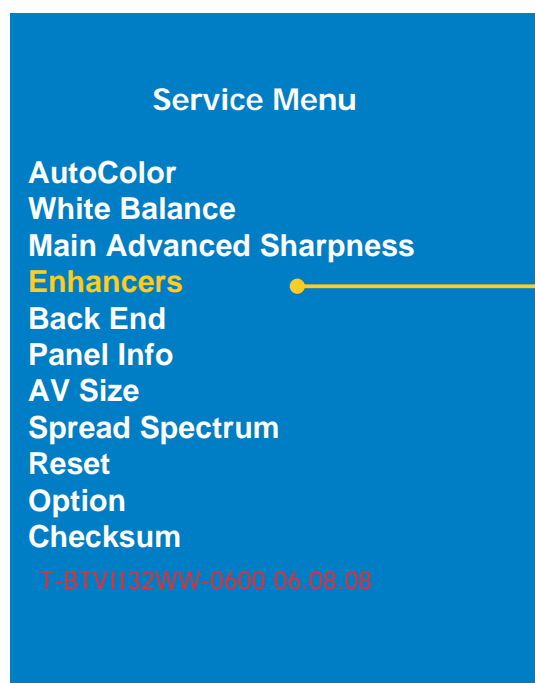 Service Menu
AutoColor
White Balance
Main Advanced Sharpness
Enhancers
Back End
Panel Info
AV Size
Spread Spectrum
Reset
Option
Checksum
T-BTVII32WW-0600 06.08.08